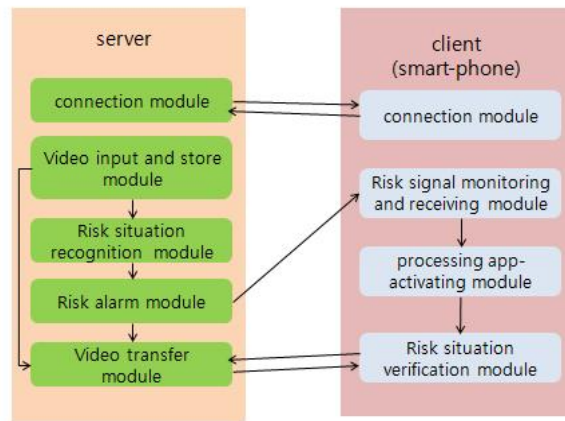 server
connection module
Video input and store
module
Risk situation
recognition module
Risk alarm module
Video transfer
module
client
(smart-phone)
connection module
Risk signal monitoring
and receiving module
processing app-
activating module
Risk situation
verification module